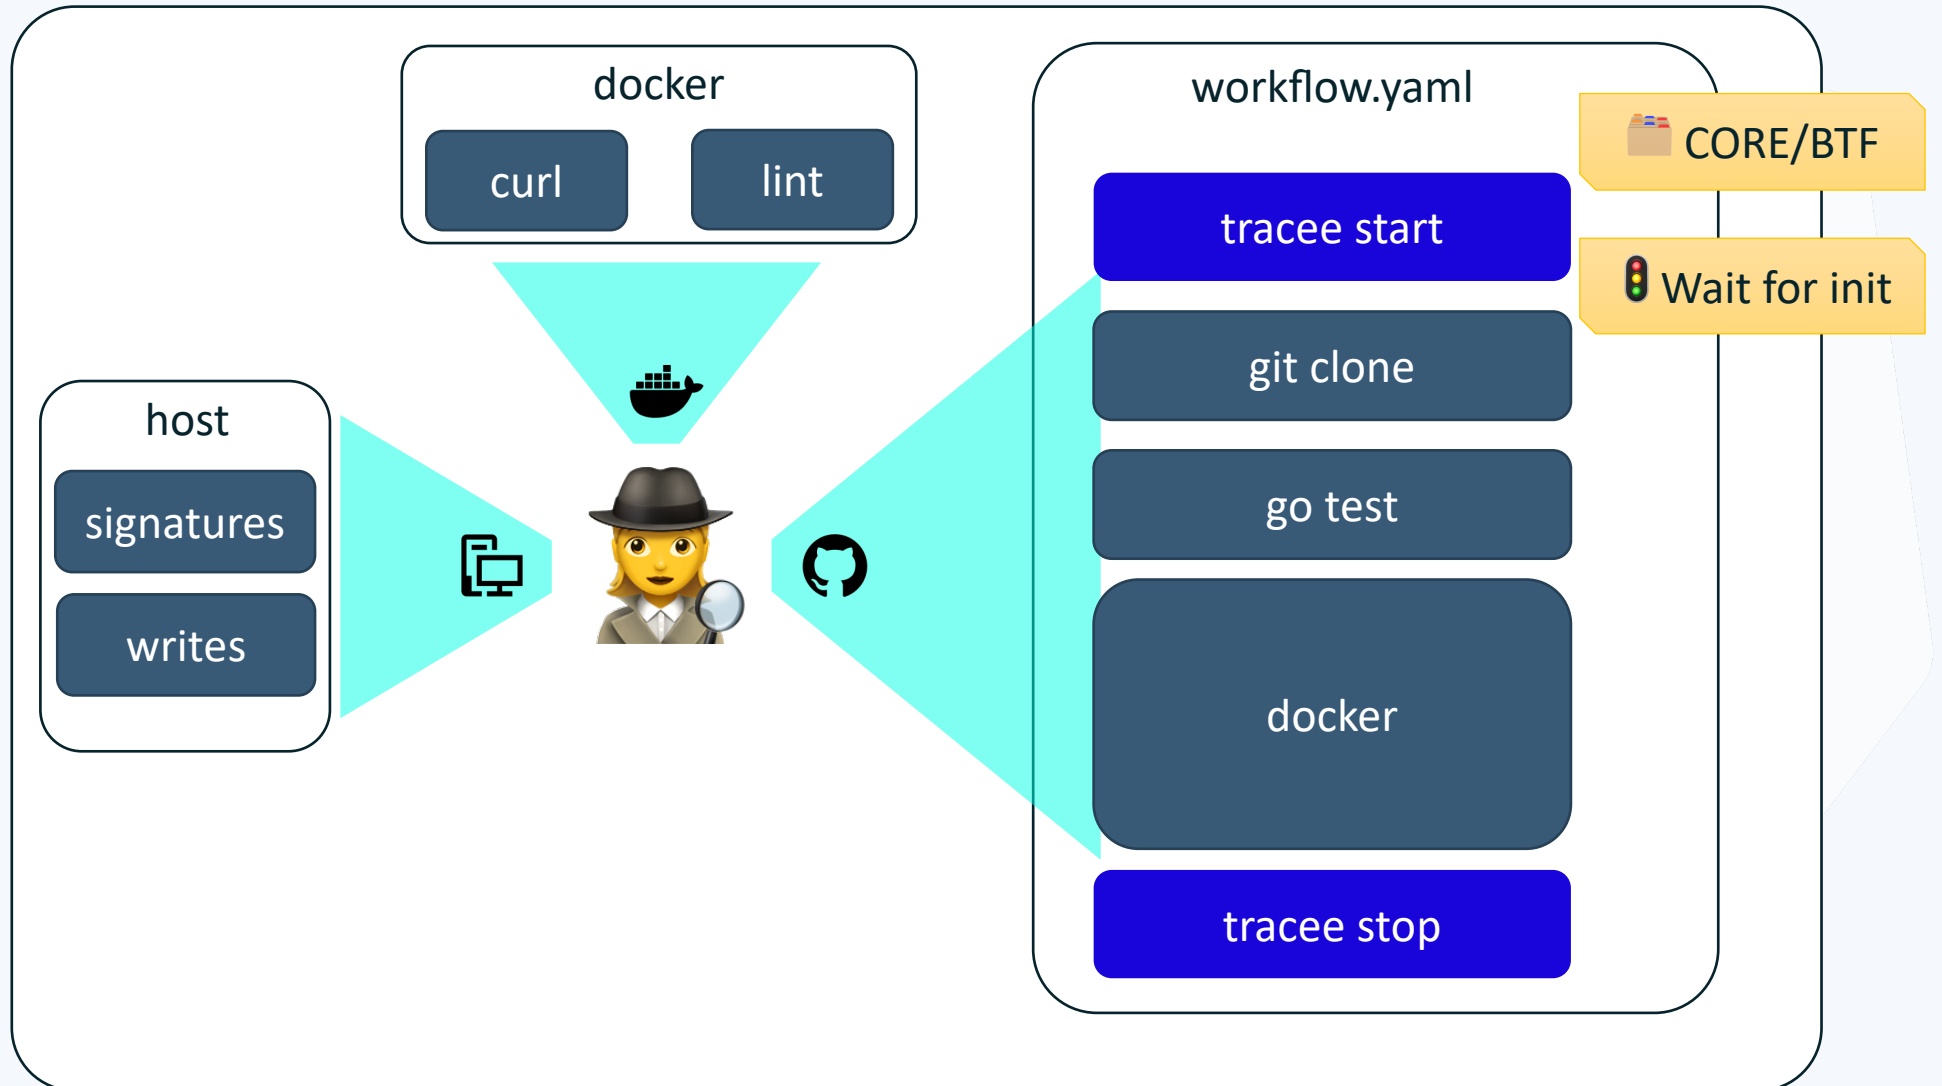 docker
curl
lint
host
signatures
writes
workflow.yaml
tracee start
git clone
go test
docker
tracee stop
CORE/BTF
Wait for init